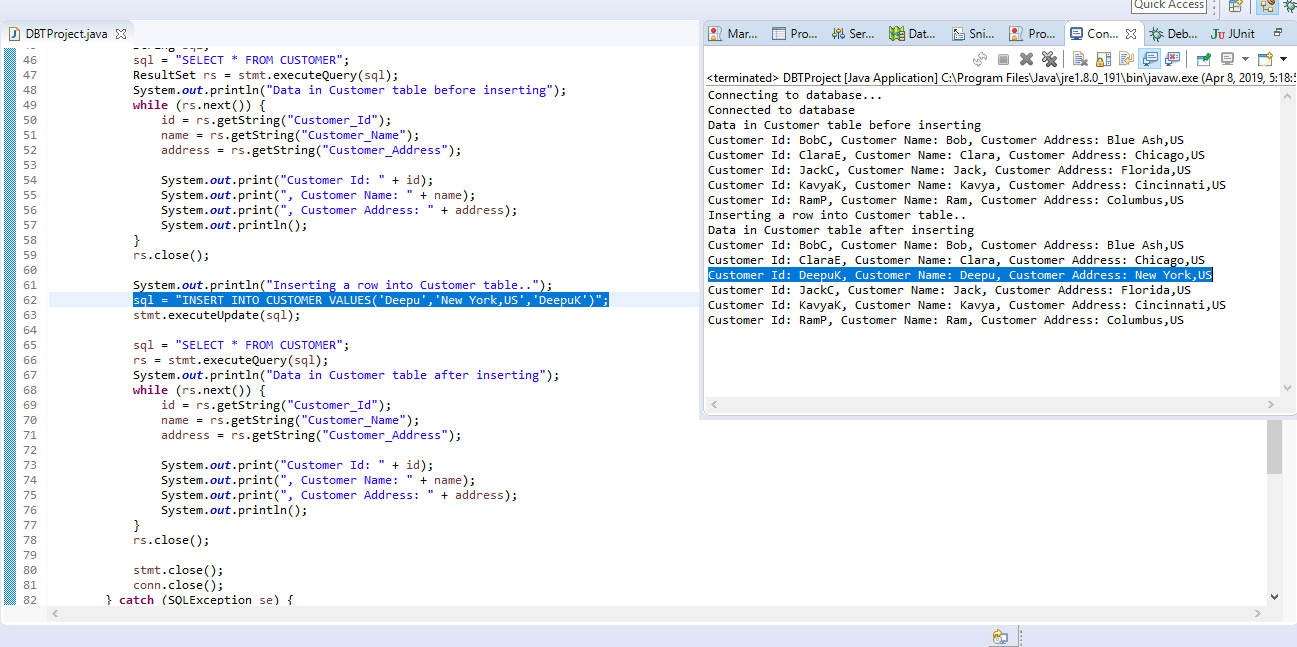 Quick Access
DBTProject.java
46 sql = "SELECT * FROM CUSTOMER";
47 ResultSet rs = stmt.executeQuery(sql);
48 System.out.println("Data in Customer table before inserting");
49 while (rs.next()) {
50 id = rs.getString("Customer_Id");
51 name = rs.getString("Customer_Name");
52 address = rs.getString("Customer_Address");
53
54 System.out.print("Customer Id: " + id);
55 System.out.print(", Customer Name: " + name);
56 System.out.print(", Customer Address: " + address);
57 System.out.println();
58 }
59 rs.close();
60
61 System.out.println("Inserting a row into Customer table..");
62 sql = "INSERT INTO CUSTOMER VALUES('Deepu','New York,US','DeepuK')";
63 stmt.executeUpdate(sql);
64
65 sql = "SELECT * FROM CUSTOMER";
66 rs = stmt.executeQuery(sql);
67 System.out.println("Data in Customer table after inserting");
68 while (rs.next()) {
69 id = rs.getString("Customer_Id");
70 name = rs.getString("Customer_Name");
71 address = rs.getString("Customer_Address");
72
73 System.out.print("Customer Id: " + id);
74 System.out.print(", Customer Name: " + name);
75 System.out.print(", Customer Address: " + address);
76 System.out.println();
77 }
78 rs.close();
79
80 stmt.close();
81 conn.close();
82 } catch (SQLException se) {
Mar... Pro... Ser... Dat... Sni... Pro... Con... Deb... JUnit
<terminated> DBTProject [Java Application] C:\Program Files\Java\jre1.8.0_191\bin\javaw.exe (Apr 8, 2019, 5:18:5
Connecting to database...
Connected to database
Data in Customer table before inserting
Customer Id: BobC, Customer Name: Bob, Customer Address: Blue Ash,US
Customer Id: ClaraE, Customer Name: Clara, Customer Address: Chicago,US
Customer Id: JackC, Customer Name: Jack, Customer Address: Florida,US
Customer Id: KavyaK, Customer Name: Kavya, Customer Address: Cincinnati,US
Customer Id: RamP, Customer Name: Ram, Customer Address: Columbus,US
Inserting a row into Customer table..
Data in Customer table after inserting
Customer Id: BobC, Customer Name: Bob, Customer Address: Blue Ash,US
Customer Id: ClaraE, Customer Name: Clara, Customer Address: Chicago,US
Customer Id: DeepuK, Customer Name: Deepu, Customer Address: New York,US
Customer Id: JackC, Customer Name: Jack, Customer Address: Florida,US
Customer Id: KavyaK, Customer Name: Kavya, Customer Address: Cincinnati,US
Customer Id: RamP, Customer Name: Ram, Customer Address: Columbus,US